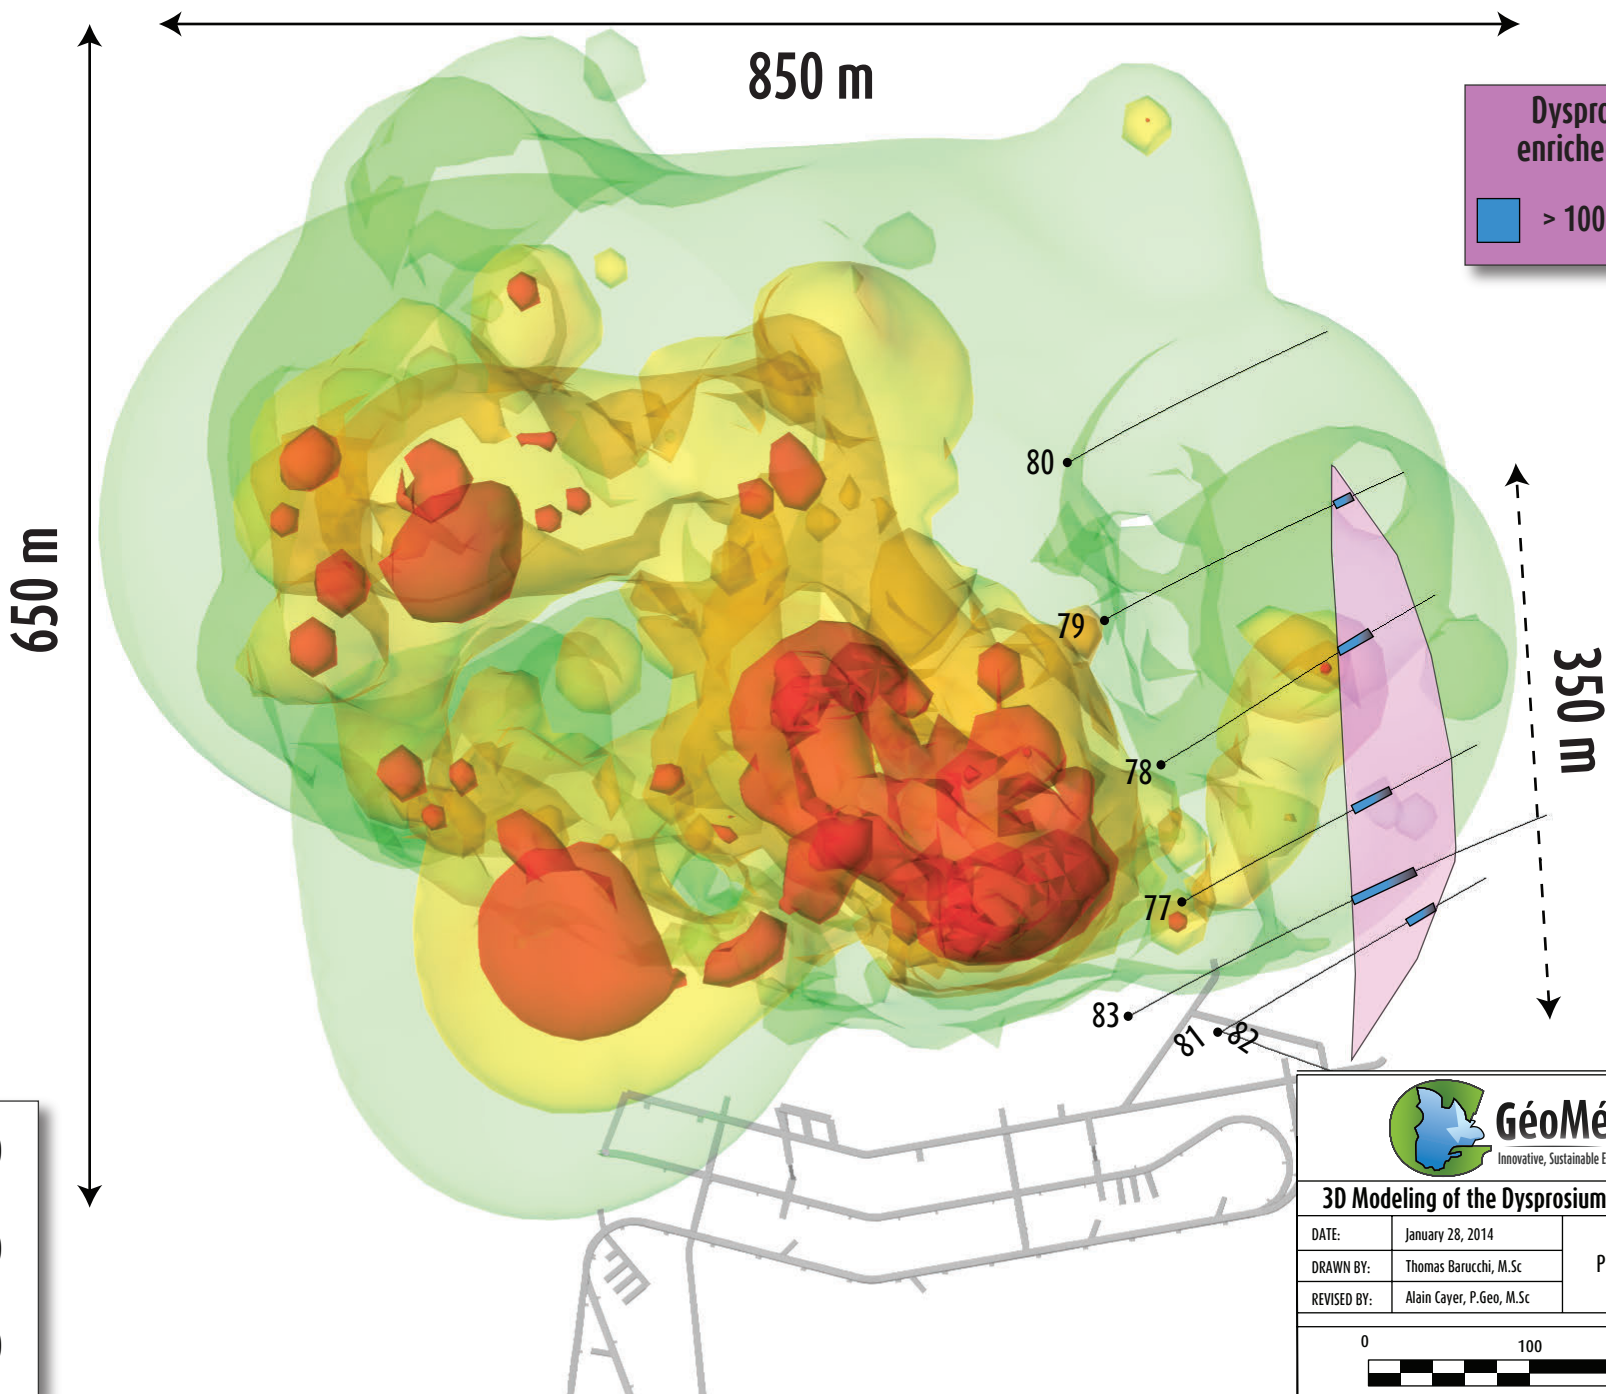 850 m
650 m
enriche
> 100
80
79
350 m
78
77
83
81
82
GéoMé
Innovative, Sustainable E
3D Modeling of the Dysprosium
DATE:
January 28, 2014
DRAWN BY:
Thomas Barucchi, M.Sc
P
REVISED BY:
Alain Cayer, P.Geo, M.Sc
0
100